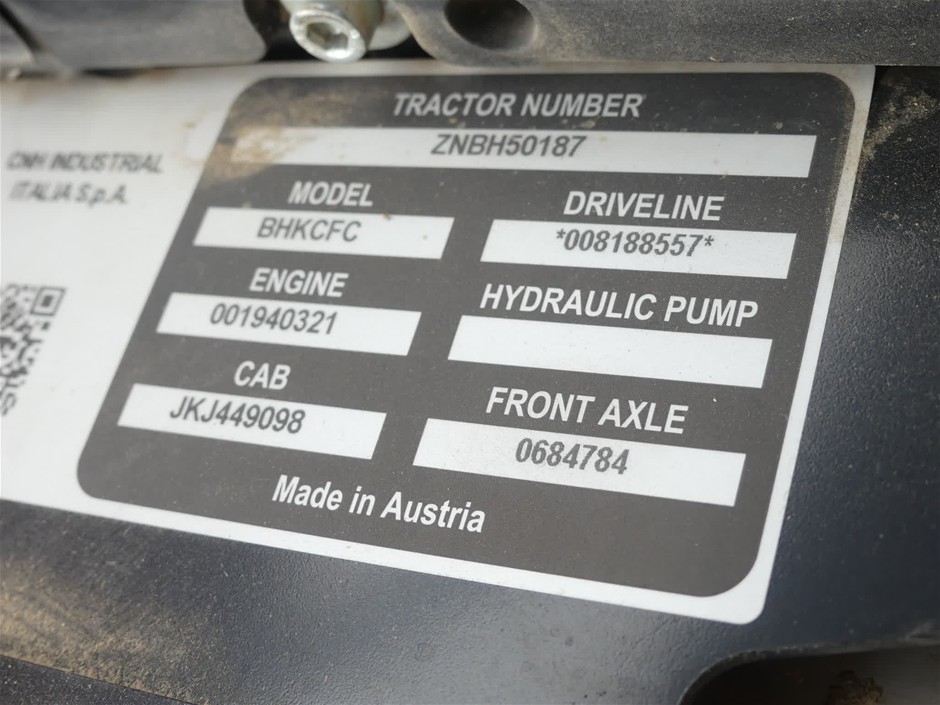 CNH INDUSTRIAL
ITALIA S.p.A.
TRACTOR NUMBER
ZNBH50187
MODEL
BHKCFC
DRIVELINE
*008188557*
ENGINE
001940321
HYDRAULIC PUMP
CAB
JKJ449098
FRONT AXLE
0684784
Made in Austria